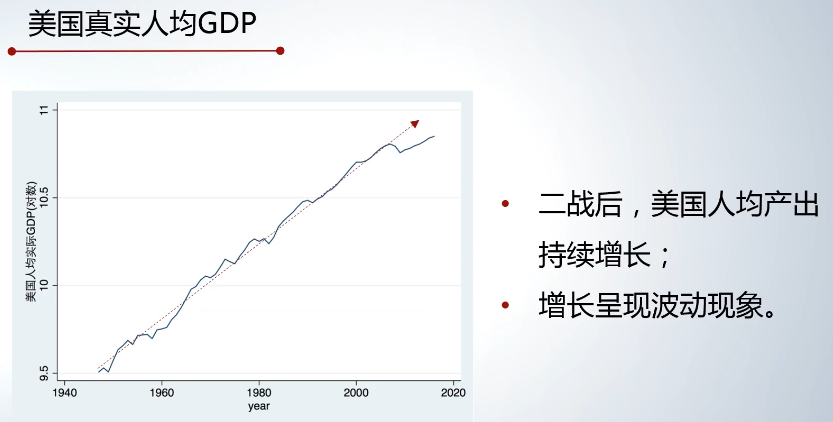 美国真实人均GDP
美国人均实际GDP(对数)
11
10.5
10
9.5
1940 1960 1980 2000 2020
year
• 二战后，美国人均产出
持续增长；
• 增长呈现波动现象。